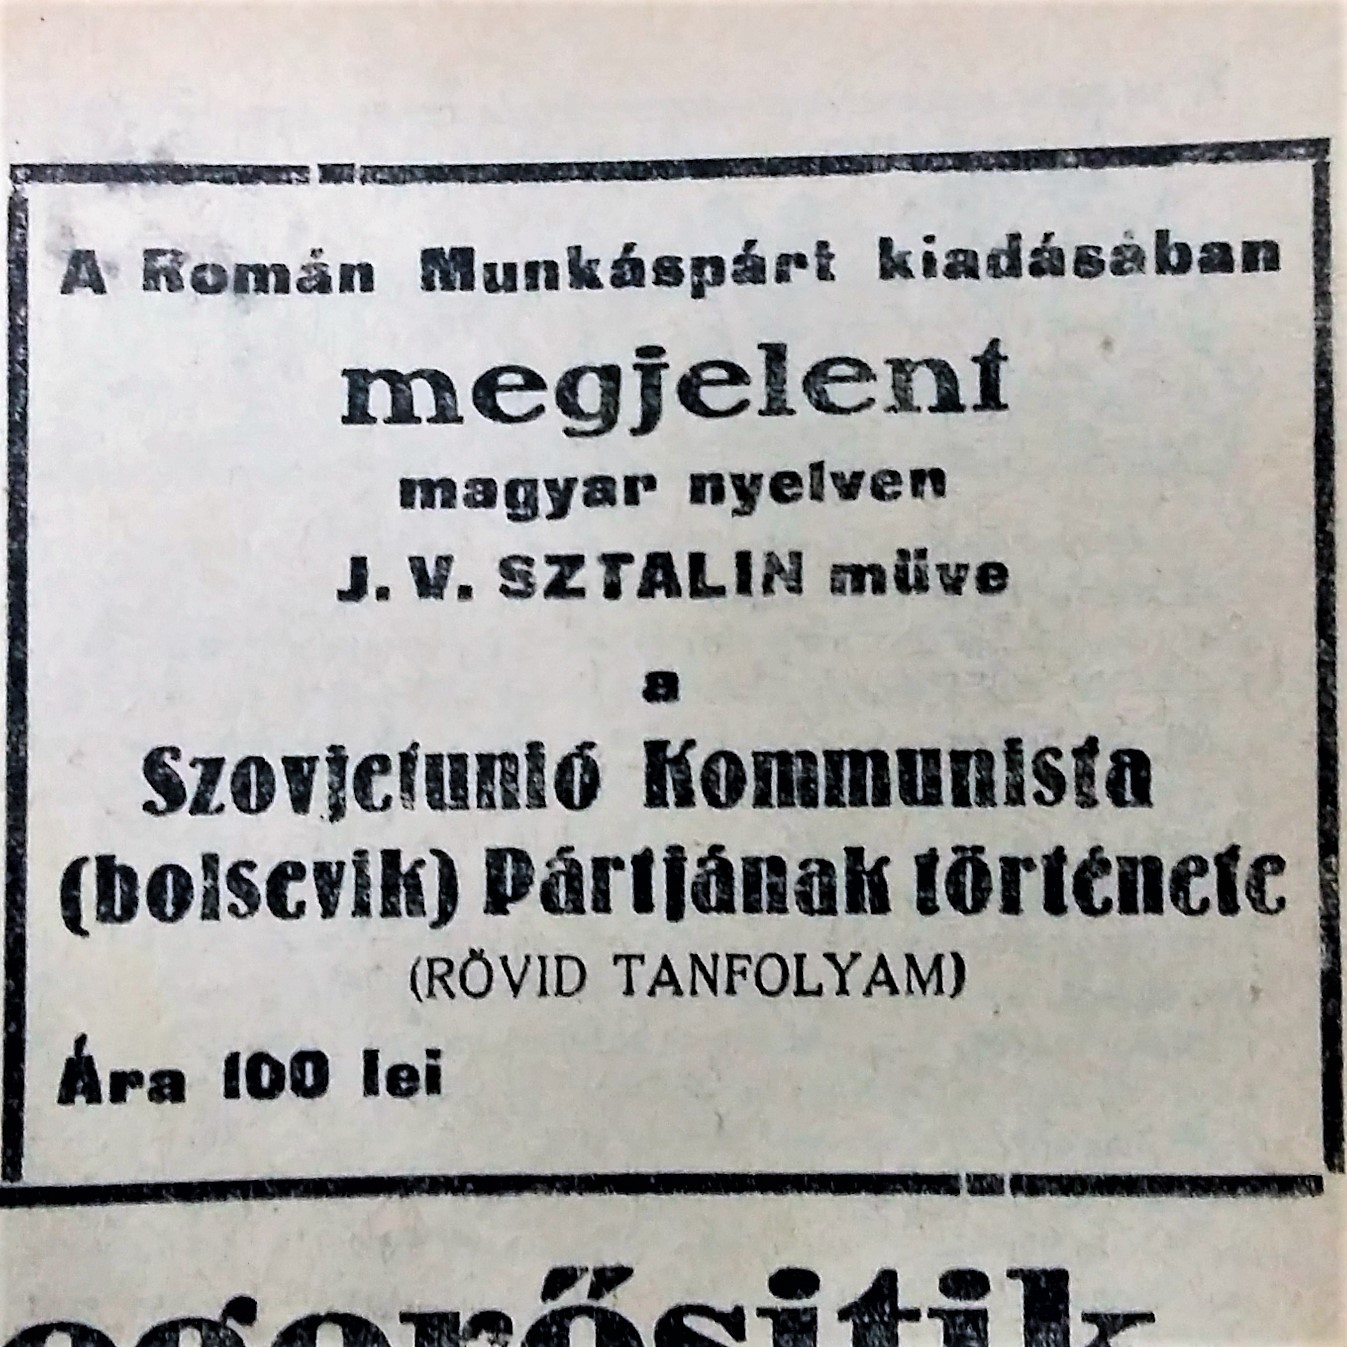 A Román Munkáspárt kiadásában
megjelent
magyar nyelven
J. V. SZTALIN müve
a
Szovjetunió Kommunista
(bolsevik) Pártjának története
(RÖVID TANFOLYAM)
Ára 100 lei